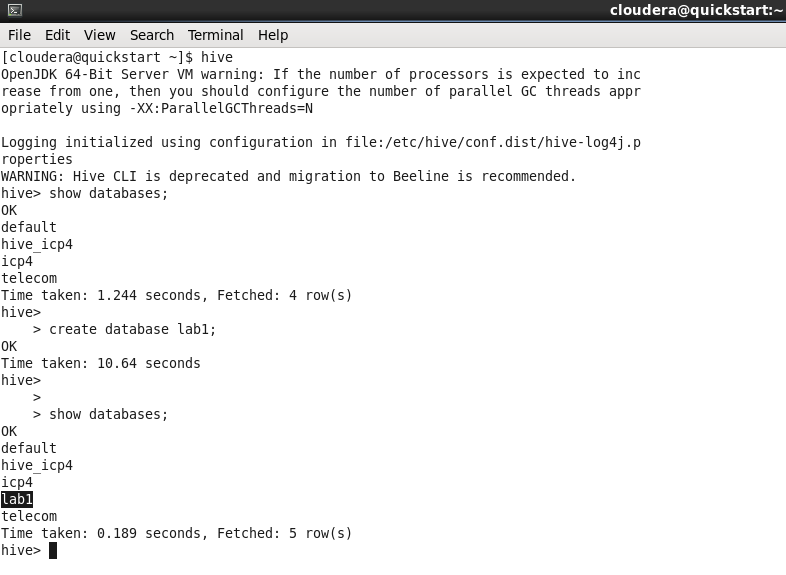 cloudera@quickstart:~
File Edit View Search Terminal Help
[cloudera@quickstart ~]$ hive
OpenJDK 64-Bit Server VM warning: If the number of processors is expected to inc
rease from one, then you should configure the number of parallel GC threads appr
opriately using -XX:ParallelGCThreads=N

Logging initialized using configuration in file:/etc/hive/conf.dist/hive-log4j.p
roperties
WARNING: Hive CLI is deprecated and migration to Beeline is recommended.
hive> show databases;
OK
default
hive_icp4
icp4
telecom
Time taken: 1.244 seconds, Fetched: 4 row(s)
hive>
    > create database lab1;
OK
Time taken: 10.64 seconds
hive>
    >
    > show databases;
OK
default
hive_icp4
icp4
lab1
telecom
Time taken: 0.189 seconds, Fetched: 5 row(s)
hive>